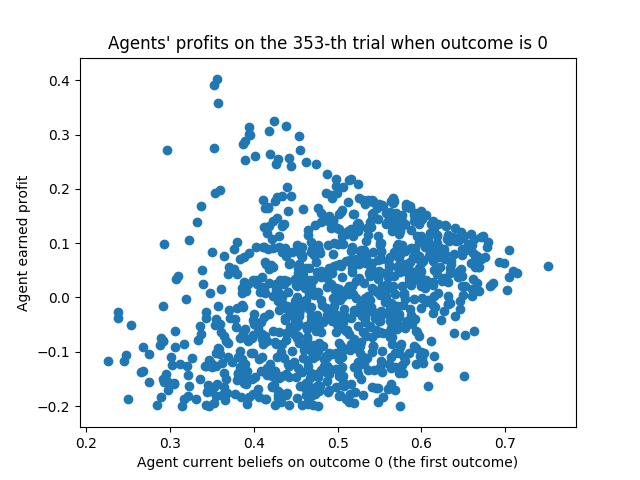 Agents' profits on the 353-th trial when outcome is 0
0.4
0.3
0.2
0.1
0.0
−0.1
−0.2
Agent earned profit
0.2 0.3 0.4 0.5 0.6 0.7
Agent current beliefs on outcome 0 (the first outcome)